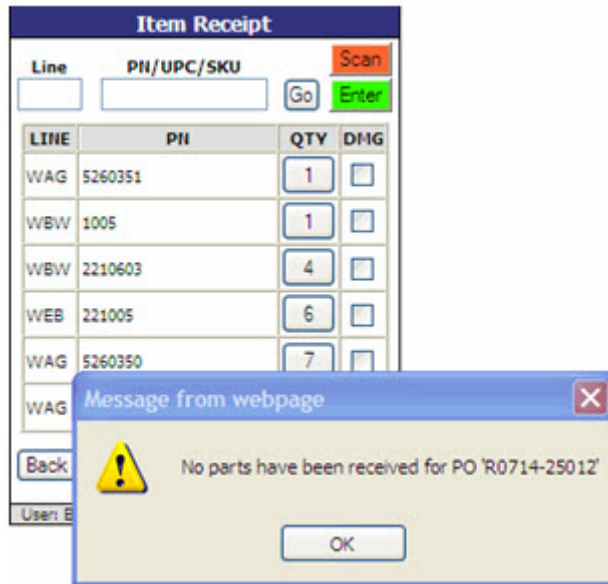 Item Receipt
Line PN/UPC/SKU Scan
Go Enter
LINE PN QTY DMG
WAG 5260351 1
WBW 1005 1
WBW 2210603 4
WEB 221005 6
WAG 5260350 7
WAG
Message from webpage
No parts have been received for PO 'R0714-25012'
OK
Back
User: